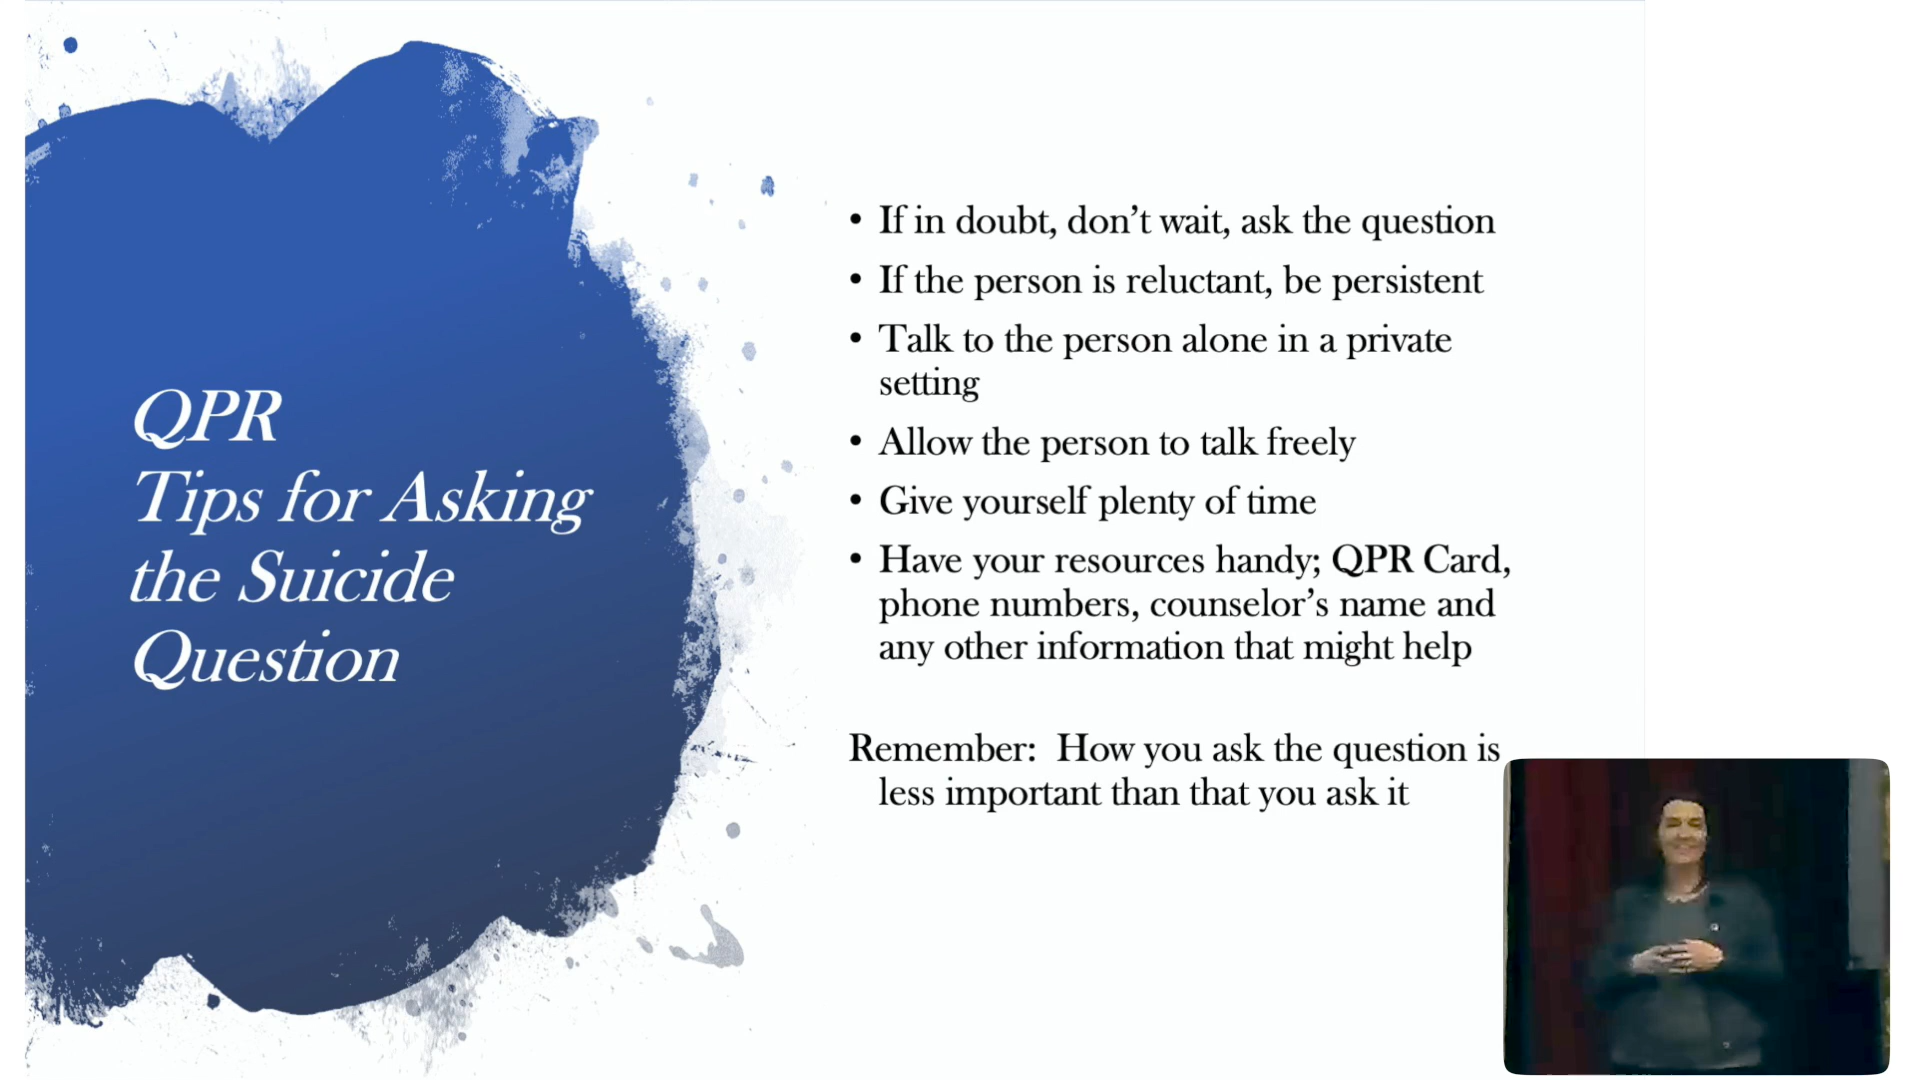 QPR
Tips for Asking
the Suicide
Question
• If in doubt, don’t wait, ask the question
• If the person is reluctant, be persistent
• Talk to the person alone in a private
setting
• Allow the person to talk freely
• Give yourself plenty of time
• Have your resources handy; QPR Card,
phone numbers, counselor’s name and
any other information that might help
Remember:  How you ask the question is
less important than that you ask it